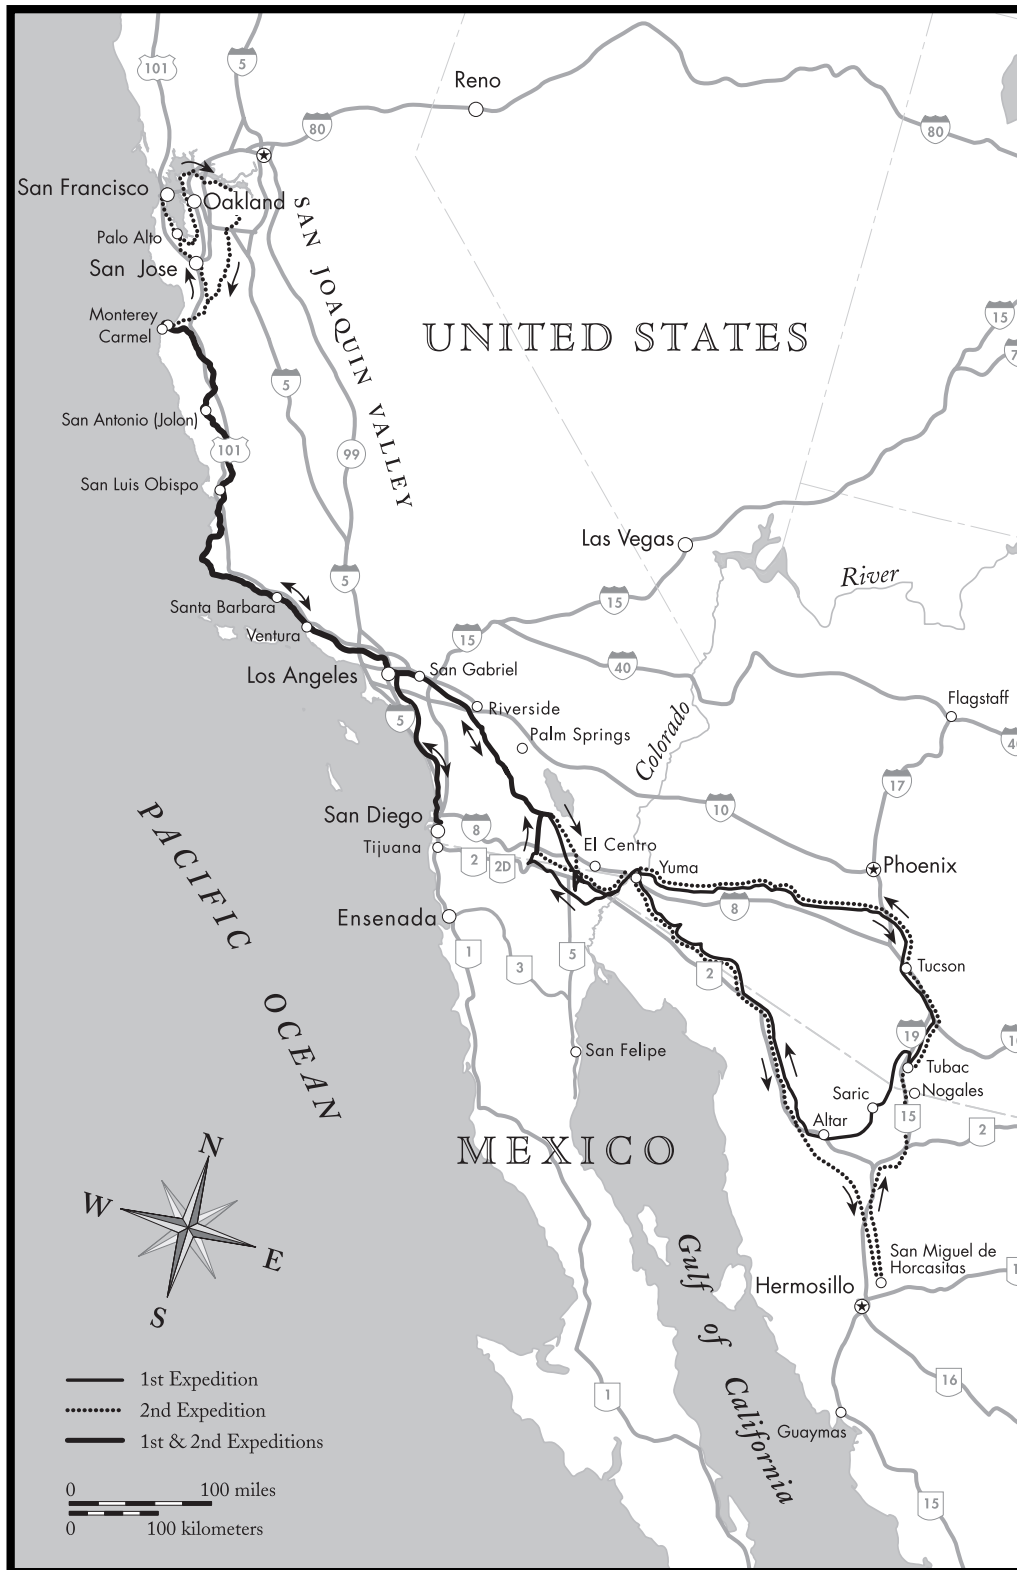 101
5
Reno
80
80
San Francisco
Oakland
Palo Alto
San Jose
SAN JOAQUIN VALLEY
Monterey
Carmel
UNITED STATES
15
5
San Antonio (Jolon)
101
99
San Luis Obispo
Las Vegas
River
5
15
Santa Barbara
Ventura
15
40
Los Angeles
San Gabriel
Flagstaff
Riverside
5
Colorado
Palm Springs
17
10
San Diego
8
Tijuana
2
2D
El Centro
Yuma
Phoenix
PACIFIC OCEAN
Ensenada
8
1
3
5
2
Tucson
19
San Felipe
Tubac
Nogales
Saric
Altar
15
2
MEXICO
N
W
E
S
San Miguel de
Horcasitas
Hermosillo
Gulf of California
1st Expedition
2nd Expedition
1st & 2nd Expeditions
1
16
Guaymas
0 100 miles
0 100 kilometers
15